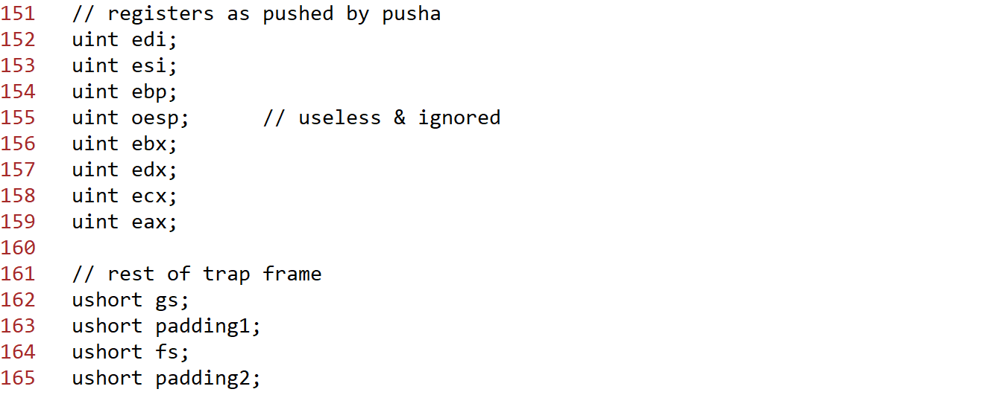 151   // registers as pushed by pusha
152   uint edi;
153   uint esi;
154   uint ebp;
155   uint oesp;      // useless & ignored
156   uint ebx;
157   uint edx;
158   uint ecx;
159   uint eax;
160
161   // rest of trap frame
162   ushort gs;
163   ushort padding1;
164   ushort fs;
165   ushort padding2;